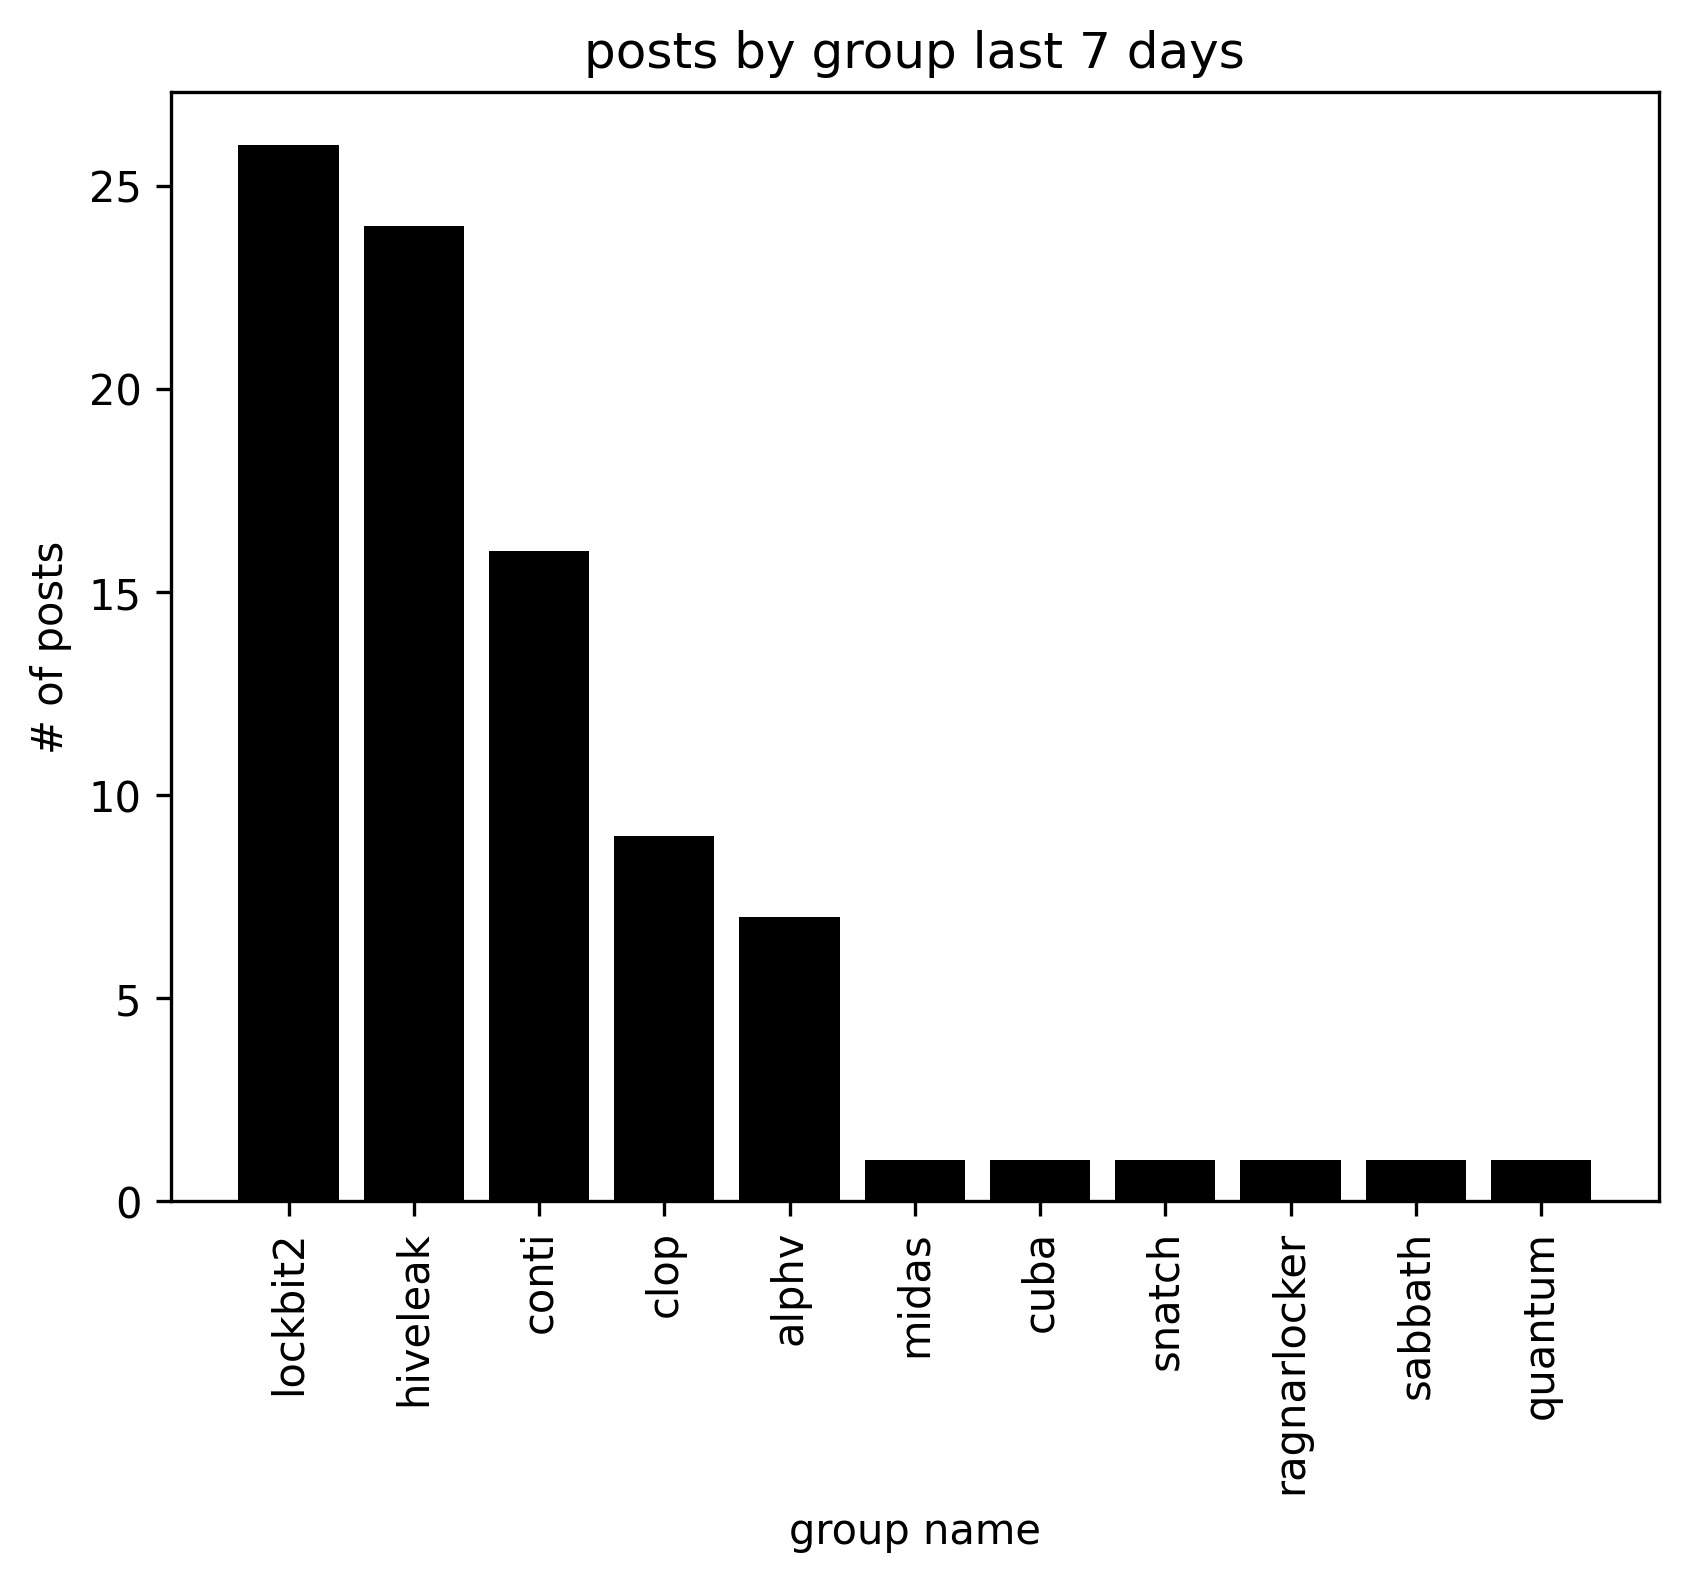 posts by group last 7 days
# of posts
25
20
15
10
5
0
lockbit2
hiveleak
conti
clop
alphv
midas
cuba
snatch
ragnarlocker
sabbath
quantum
group name